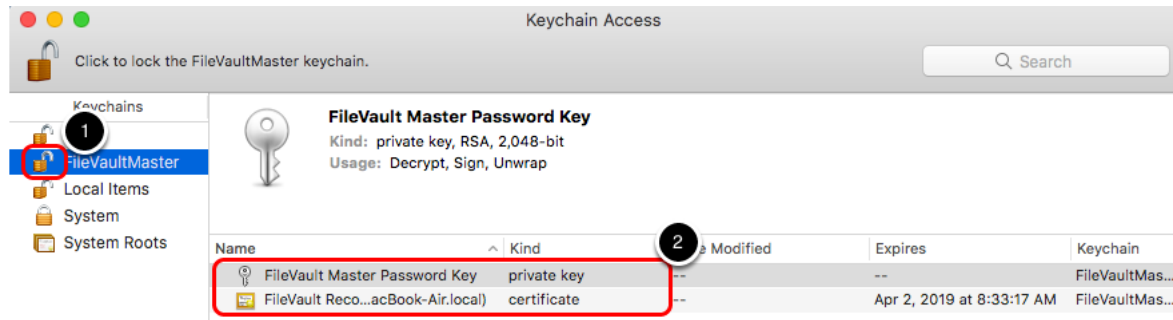 Keychain Access
Click to lock the FileVaultMaster keychain.
Search
Keychains
1
FileVaultMaster
Local Items
System
System Roots
FileVault Master Password Key
Kind: private key, RSA, 2,048-bit
Usage: Decrypt, Sign, Unwrap
Name Kind 2 Modified Expires Keychain
FileVault Master Password Key private key -- -- FileVaultMas...
FileVault Reco...acBook-Air.local) certificate -- Apr 2, 2019 at 8:33:17 AM FileVaultMas...